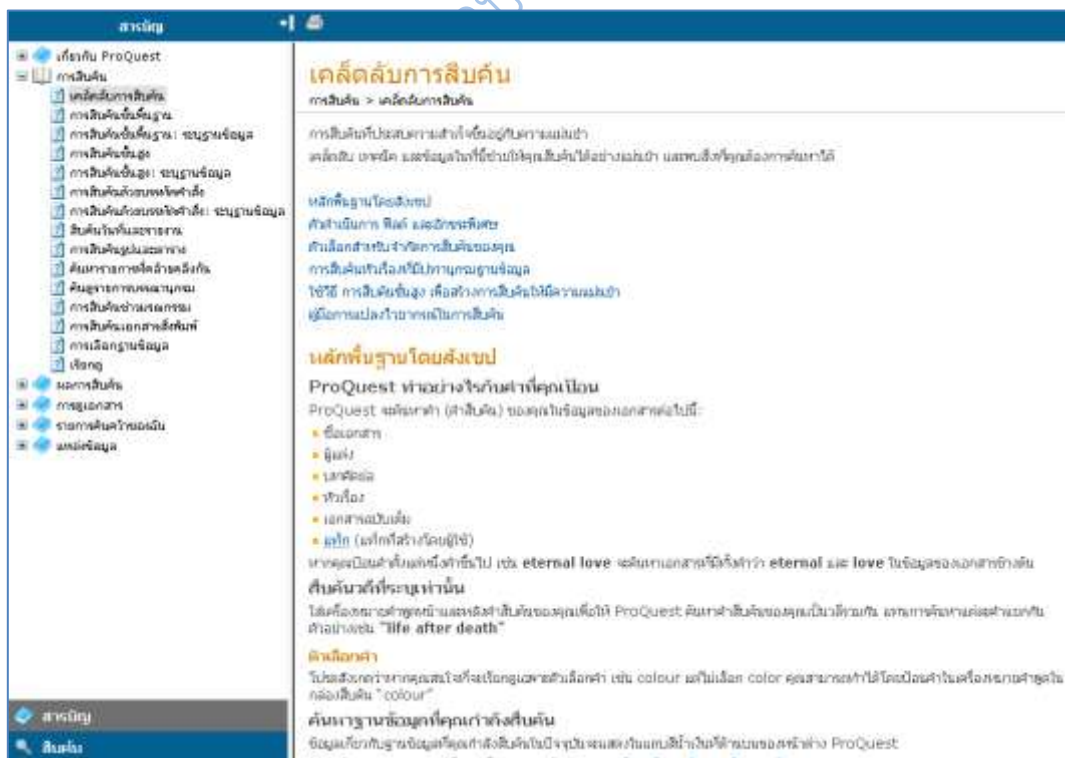 สารบัญ
เกี่ยวกับ ProQuest
การสืบค้น
เคล็ดลับการสืบค้น
การสืบค้นขั้นพื้นฐาน
การสืบค้นขั้นพื้นฐาน: ระบุฐานข้อมูล
การสืบค้นขั้นสูง
การสืบค้นขั้นสูง: ระบุฐานข้อมูล
การสืบค้นด้วยบรรทัดคำสั่ง
การสืบค้นด้วยบรรทัดคำสั่ง: ระบุฐานข้อมูล
สืบค้นวันที่และรายงาน
การสืบค้นรูปและตาราง
ค้นหารายการที่คล้ายคลึงกัน
ค้นดูรายการบรรณานุกรม
การสืบค้นข่าวมรณกรรม
การสืบค้นเอกสารสิ่งพิมพ์
การเลือกฐานข้อมูล
เรียกดู
ผลการสืบค้น
การดูเอกสาร
รายการค้นคว้าของฉัน
แหล่งข้อมูล
สารบัญ
สืบค้น
เคล็ดลับการสืบค้น
การสืบค้น > เคล็ดลับการสืบค้น
การสืบค้นที่ประสบความสำเร็จขึ้นอยู่กับความแม่นยำ
เคล็ดลับ เทคนิค และข้อมูลในที่นี้ช่วยให้คุณสืบค้นได้อย่างแม่นยำ และพบสิ่งที่คุณต้องการค้นหาได้
หลักพื้นฐานโดยสังเขป
ตัวดำเนินการ ฟิลด์ และอักขระพิเศษ
ตัวเลือกสำหรับจำกัดการสืบค้นของคุณ
การสืบค้นหัวเรื่องที่มีปทานุกรมฐานข้อมูล
ใช้วิธี การสืบค้นขั้นสูง เพื่อสร้างการสืบค้นให้มีความแม่นยำ
คู่มือการแปลงไวยากรณ์ในการสืบค้น
หลักพื้นฐานโดยสังเขป
ProQuest ทำอย่างไรกับคำที่คุณป้อน
ProQuest จะค้นหาคำ (คำสืบค้น) ของคุณในข้อมูลของเอกสารต่อไปนี้:
ชื่อเอกสาร
ผู้แต่ง
บทคัดย่อ
หัวเรื่อง
เอกสารฉบับเต็ม
แท็ก (แท็กที่สร้างโดยผู้ใช้)
หากคุณป้อนคำตั้งแต่หนึ่งคำขึ้นไป เช่น eternal love จะค้นหาเอกสารที่มีทั้งคำว่า eternal และ love ในข้อมูลของเอกสารข้างต้น
สืบค้นวลีที่ระบุเท่านั้น
ใส่เครื่องหมายคำพูดหน้าและหลังคำสืบค้นของคุณเพื่อให้ ProQuest ค้นหาคำสืบค้นของคุณเป็นวลีรวมกัน แทนการค้นหาแต่ละคำแยกกัน
ตัวอย่างเช่น "life after death"
ตัวเลือกคำ
โปรดสังเกตว่าหากคุณสนใจที่จะเรียกดูเฉพาะตัวเลือกคำ เช่น colour แต่ไม่เลือก color คุณสามารถทำได้โดยป้อนคำในเครื่องหมายคำพูดใน
กล่องสืบค้น "colour"
ค้นหาฐานข้อมูลที่คุณกำลังสืบค้น
ข้อมูลเกี่ยวกับฐานข้อมูลที่คุณกำลังสืบค้นในปัจจุบันจะแสดงในแถบสีน้ำเงินที่ด้านบนของหน้าต่าง ProQuest